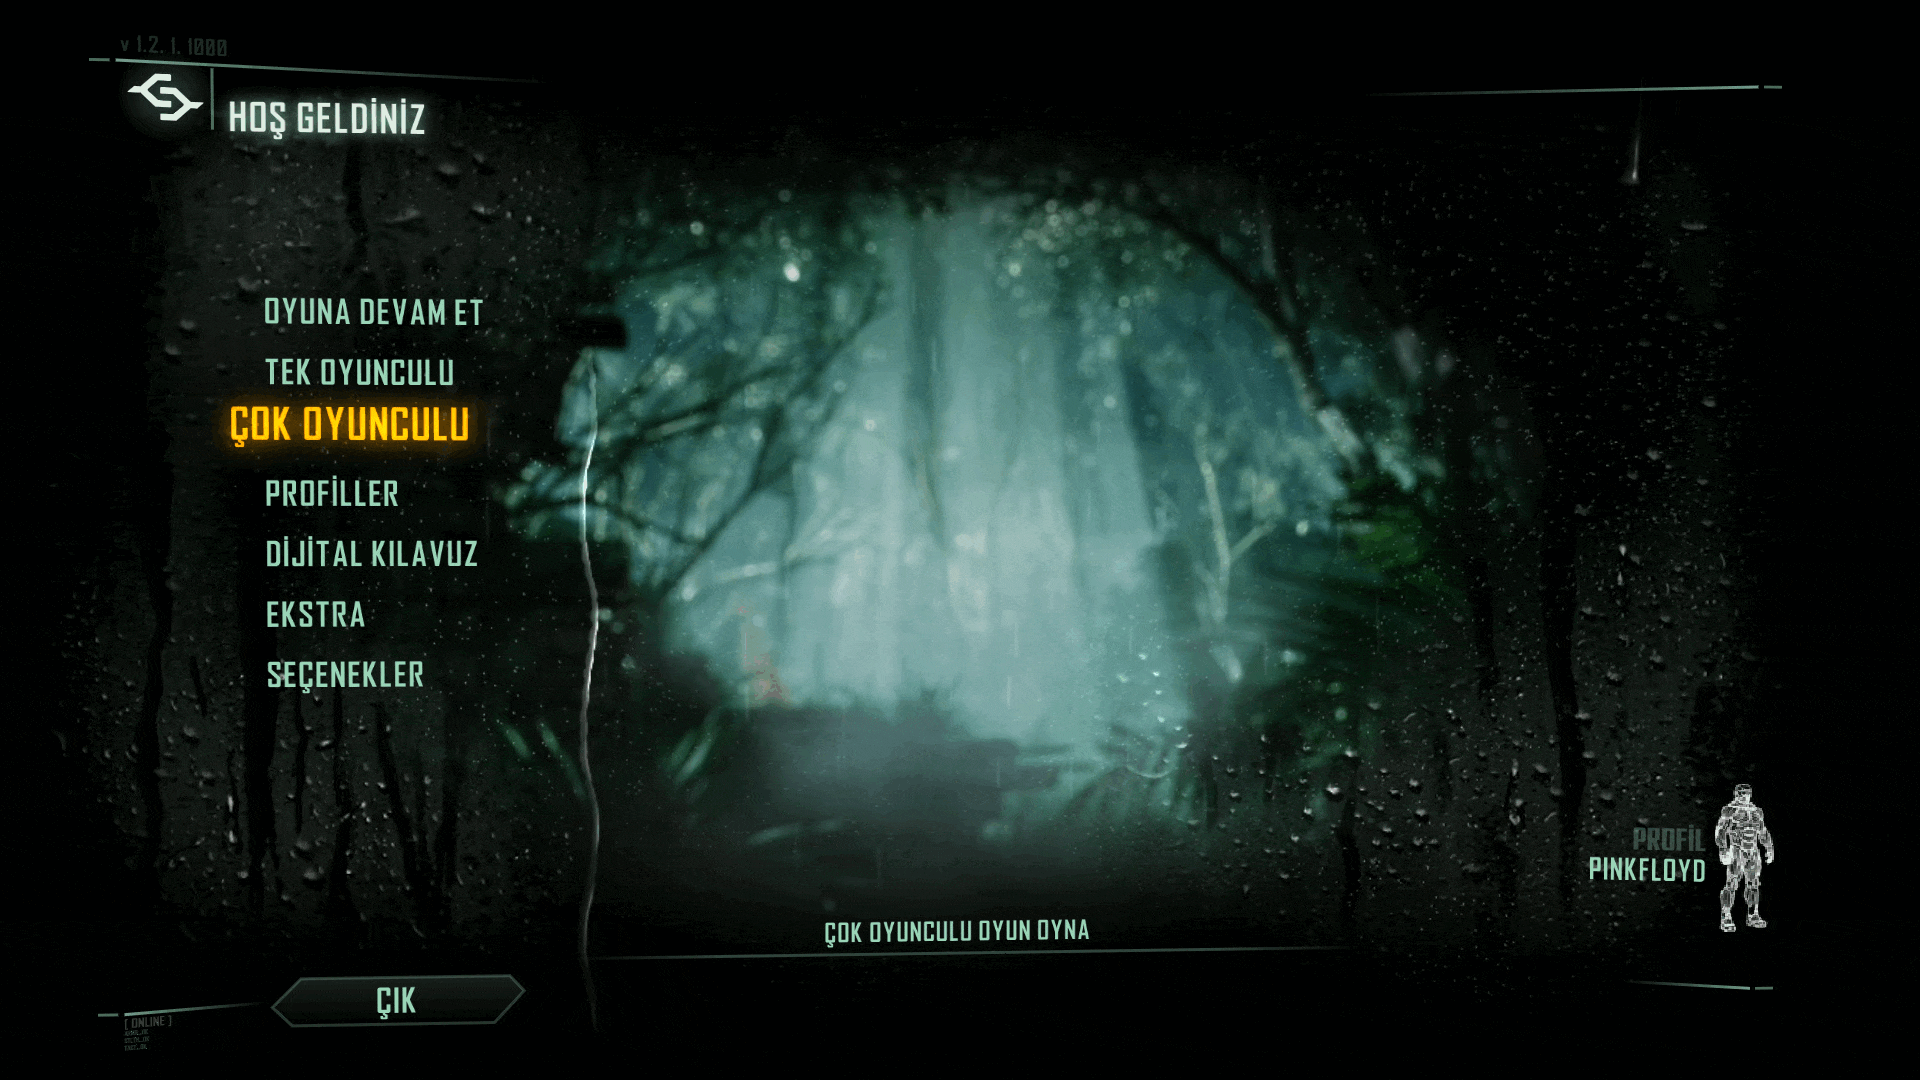 v 1.2.1.1000
HOŞ GELDİNİZ
OYUNA DEVAM ET
TEK OYUNCULU
ÇOK OYUNCULU
PROFİLLER
DİJİTAL KILAVUZ
EKSTRA
SEÇENEKLER
PROFİL
PINKFLOYD
ÇOK OYUNCULU OYUN OYNA
ÇIK
[ ONLINE ]